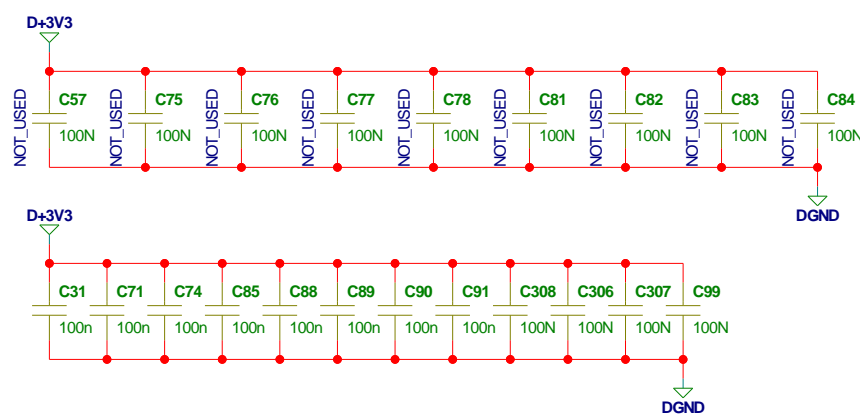 D+3V3
C57 C75 C76 C77 C78 C81 C82 C83 C84
NOT_USED NOT_USED NOT_USED NOT_USED NOT_USED NOT_USED NOT_USED NOT_USED NOT_USED
100N 100N 100N 100N 100N 100N 100N 100N 100N
DGND
D+3V3
C31 C71 C74 C85 C88 C89 C90 C91 C308 C306 C307 C99
100n 100n 100n 100n 100n 100n 100n 100n 100N 100N 100N 100N
DGND